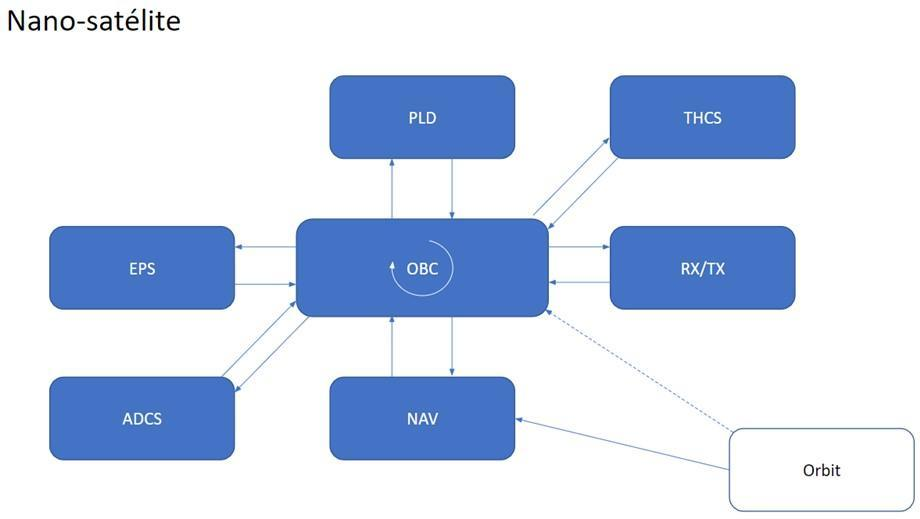 Nano-satélite
PLD
THCS
EPS
OBC
RX/TX
ADCS
NAV
Orbit